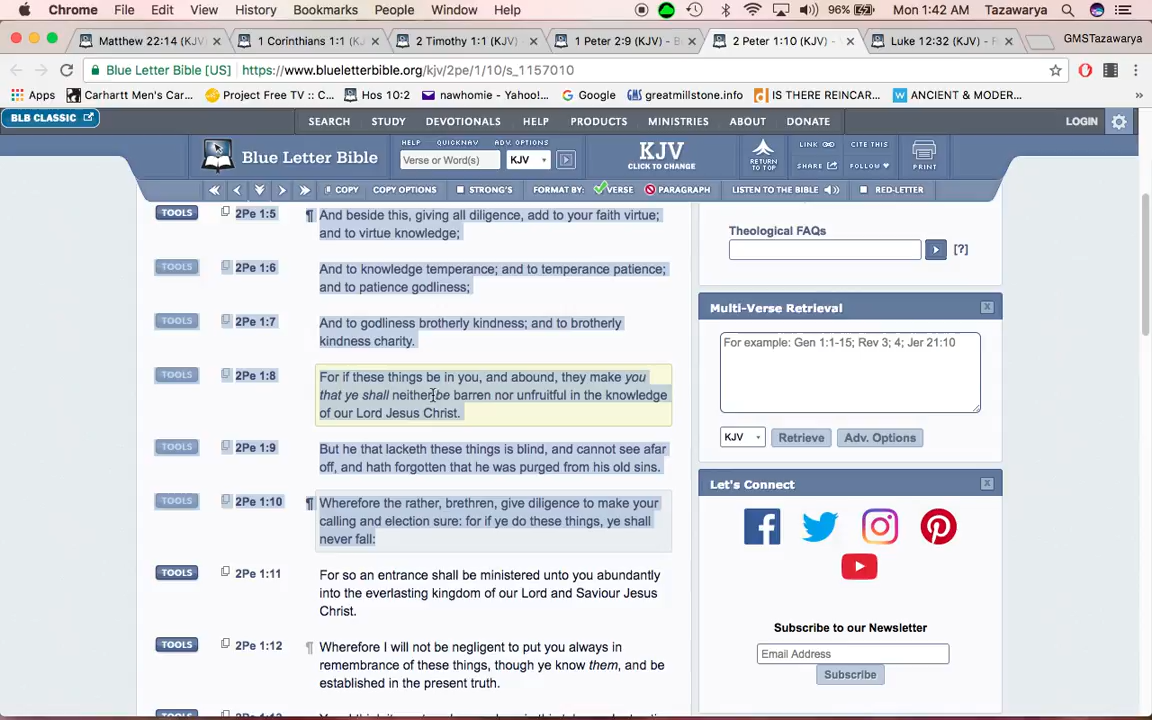 Chrome File Edit View History Bookmarks People Window Help 96% Mon 1:42 AM Tazawarya
Matthew 22:14 (KJV) 1 Corinthians 1:1 (KJ 2 Timothy 1:1 (KJV) 1 Peter 2:9 (KJV) - B 2 Peter 1:10 (KJV) - Luke 12:32 (KJV) - R GMSTazawarya
Blue Letter Bible [US] https://www.blueletterbible.org/kjv/2pe/1/10/s_1157010
Apps Carhartt Men's Car... Project Free TV :: C... Hos 10:2 nawhomie - Yahoo!... Google greatmillstone.info IS THERE REINCAR... ANCIENT & MODER... »
BLB CLASSIC SEARCH STUDY DEVOTIONALS HELP PRODUCTS MINISTRIES ABOUT DONATE LOGIN
HELP QUICKNAV ADV. OPTIONS LINK CITE THIS
Blue Letter Bible Verse or Word(s) KJV KJV CLICK TO CHANGE RETURN TO TOP SHARE FOLLOW PRINT
COPY COPY OPTIONS STRONG'S FORMAT BY: VERSE PARAGRAPH LISTEN TO THE BIBLE RED-LETTER
TOOLS 2Pe 1:5 ¶ And beside this, giving all diligence, add to your faith virtue;
and to virtue knowledge;
TOOLS 2Pe 1:6 And to knowledge temperance; and to temperance patience;
and to patience godliness;
TOOLS 2Pe 1:7 And to godliness brotherly kindness; and to brotherly
kindness charity.
TOOLS 2Pe 1:8 For if these things be in you, and abound, they make you
that ye shall neither be barren nor unfruitful in the knowledge
of our Lord Jesus Christ.
TOOLS 2Pe 1:9 But he that lacketh these things is blind, and cannot see afar
off, and hath forgotten that he was purged from his old sins.
TOOLS 2Pe 1:10 ¶ Wherefore the rather, brethren, give diligence to make your
calling and election sure: for if ye do these things, ye shall
never fall:
TOOLS 2Pe 1:11 For so an entrance shall be ministered unto you abundantly
into the everlasting kingdom of our Lord and Saviour Jesus
Christ.
TOOLS 2Pe 1:12 ¶ Wherefore I will not be negligent to put you always in
remembrance of these things, though ye know them, and be
established in the present truth.
Theological FAQs
[?]
Multi-Verse Retrieval
For example: Gen 1:1-15; Rev 3; 4; Jer 21:10
KJV Retrieve Adv. Options
Let's Connect
Subscribe to our Newsletter
Email Address
Subscribe